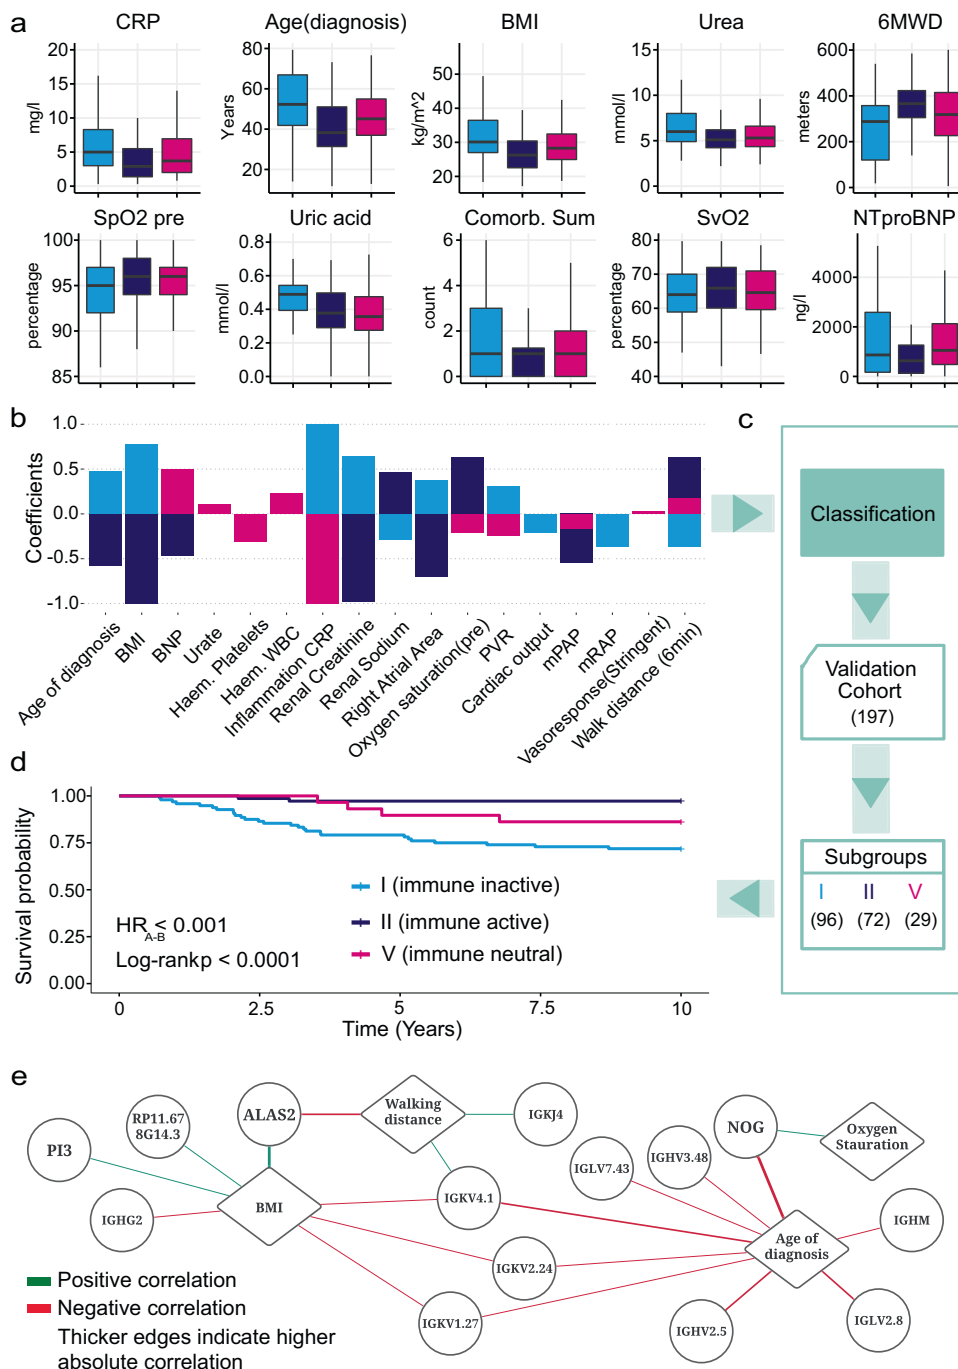 a
CRP
Age(diagnosis)
BMI
Urea
6MWD
mg/l
20
15
10
5
0
Years
80
60
40
20
kg/m^2
50
40
30
20
mmol/l
15
10
5
0
meters
600
400
200
0
SpO2 pre
Uric acid
Comorb. Sum
SvO2
NTproBNP
percentage
100
95
90
85
mmol/l
0.8
0.6
0.4
0.2
0.0
count
6
4
2
0
percentage
80
70
60
50
40
ng/l
4000
2000
0
b
Coefficients
1.0
0.5
0.0
-0.5
-1.0
Age of diagnosis
BMI
BNP
Urate
Haem. Platelets
Haem. WBC
Inflammation CRP
Renal Creatinine
Renal Sodium
Right Atrial Area
Oxygen saturation(pre)
PVR
Cardiac output
mPAP
mRAP
Vasoresponse(Stringent)
Walk distance (6min)
c
Classification
Validation
Cohort
(197)
Subgroups
I II V
(96) (72) (29)
d
Survival probability
1.00
0.75
0.50
0.25
0.00
I (immune inactive)
II (immune active)
V (immune neutral)
HR A-B < 0.001
Log-rankp < 0.0001
0 2.5 5 7.5 10
Time (Years)
e
PI3
RP11.67
8G14.3
ALAS2
Walking
distance
IGKJ4
NOG
Oxygen
Stauration
IGHG2
BMI
IGKV4.1
IGLV7.43
IGHV3.48
IGHM
Age of
diagnosis
IGKV2.24
IGKV1.27
IGHV2.5
IGLV2.8
Positive correlation
Negative correlation
Thicker edges indicate higher
absolute correlation